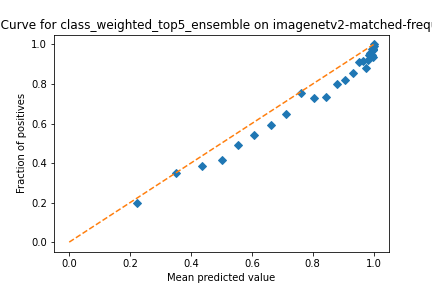 Curve for class_weighted_top5_ensemble on imagenetv2-matched-frequ
1.0
0.8
0.6
0.4
0.2
0.0
Fraction of positives
0.0 0.2 0.4 0.6 0.8 1.0
Mean predicted value